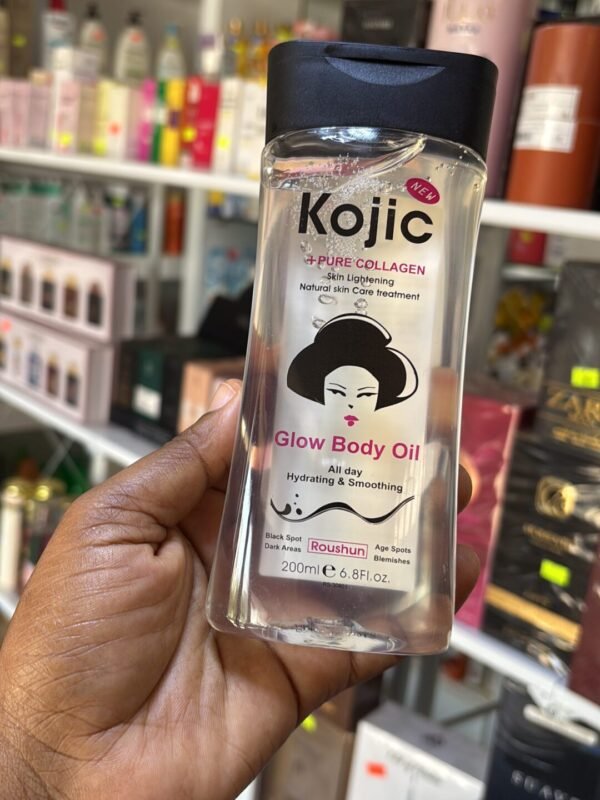 NEW
Kojic
+PURE COLLAGEN
Skin Lightening
Natural skin Care treatment
Glow Body Oil
All day
Hydrating & Smoothing
Black Spot
Dark Areas
Roushun
Age Spots
Blemishes
200ml e 6.8Fl.oz.
ZAR